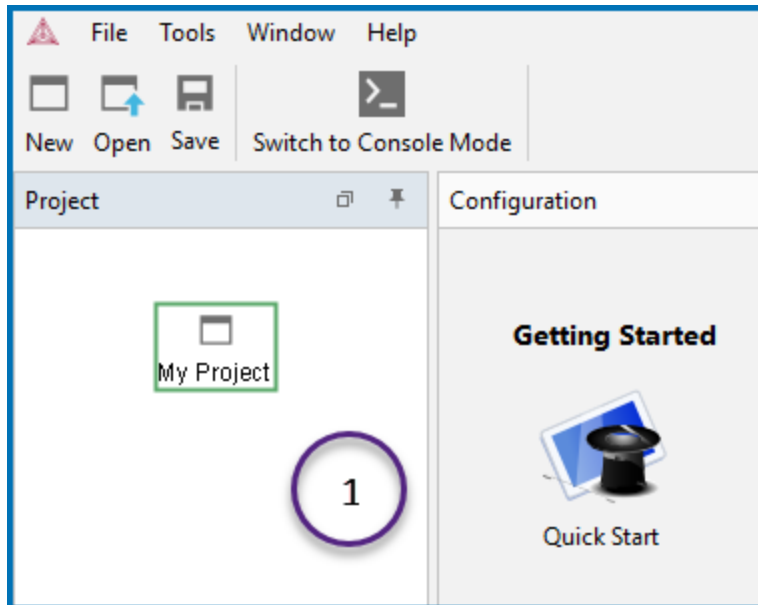 File Tools Window Help
New Open Save Switch to Console Mode
Project
Configuration
My Project
Getting Started
1
Quick Start